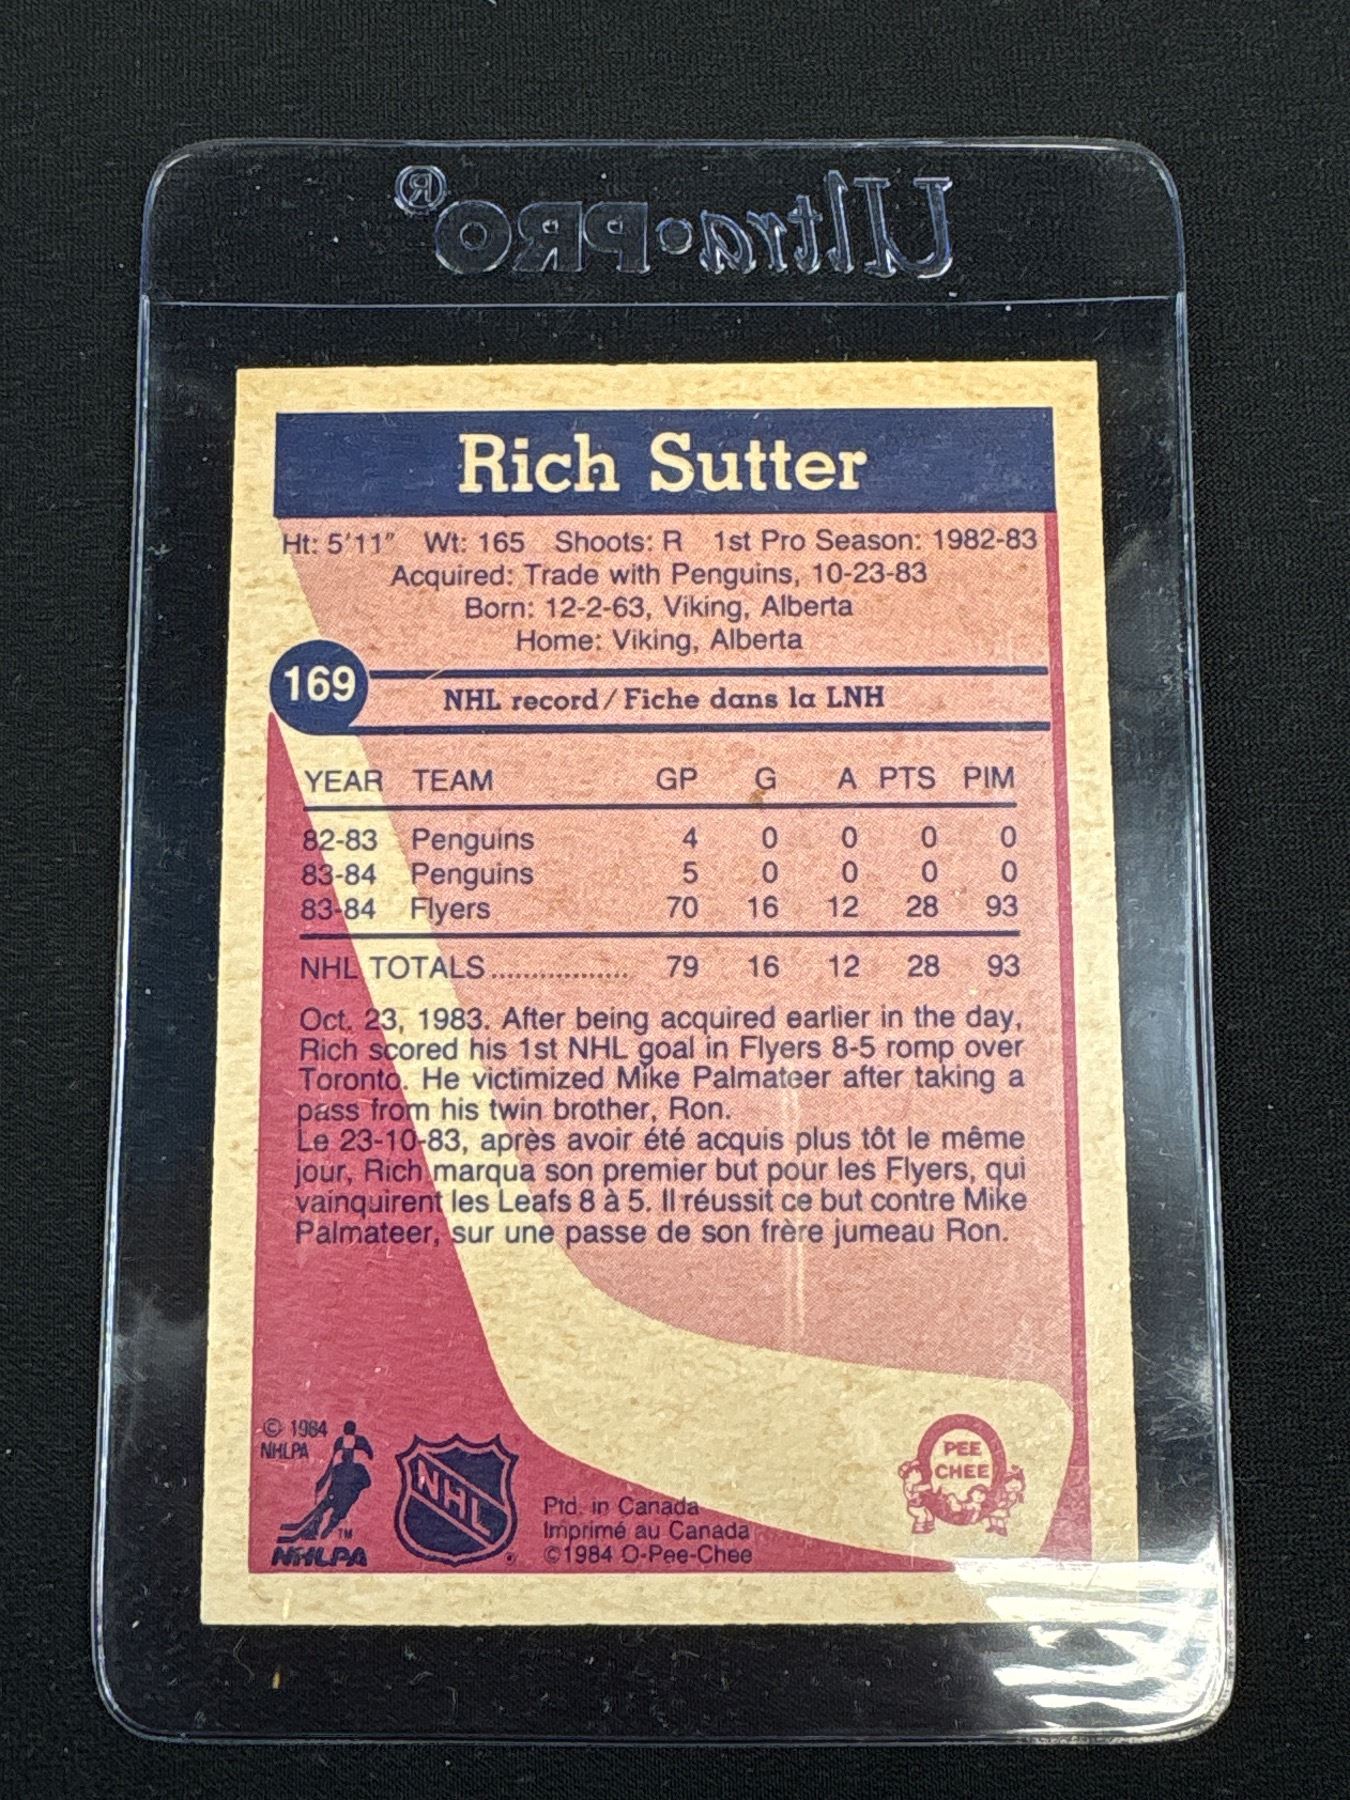 Ultra•PRO®
Rich Sutter
Ht: 5'11" Wt: 165 Shoots: R 1st Pro Season: 1982-83
Acquired: Trade with Penguins, 10-23-83
Born: 12-2-63, Viking, Alberta
Home: Viking, Alberta
169
NHL record/Fiche dans la LNH
YEAR TEAM GP G A PTS PIM
82-83 Penguins 4 0 0 0 0
83-84 Penguins 5 0 0 0 0
83-84 Flyers 70 16 12 28 93
NHL TOTALS.................. 79 16 12 28 93
Oct. 23, 1983. After being acquired earlier in the day,
Rich scored his 1st NHL goal in Flyers 8-5 romp over
Toronto. He victimized Mike Palmateer after taking a
pass from his twin brother, Ron.
Le 23-10-83, après avoir été acquis plus tôt le même
jour, Rich marqua son premier but pour les Flyers, qui
vainquirent les Leafs 8 à 5. Il réussit ce but contre Mike
Palmateer, sur une passe de son frère jumeau Ron.
© 1984
NHLPA
TM
NHLPA
NHL
Ptd. in Canada
Imprimé au Canada
©1984 O-Pee-Chee
PEE
CHEE